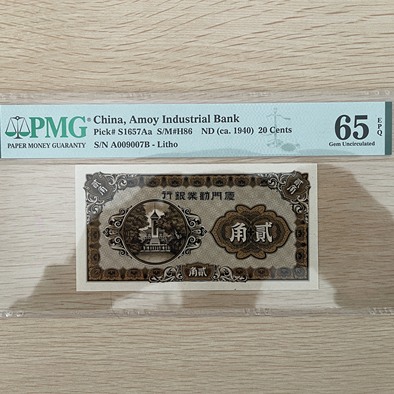 PMG
PAPER MONEY GUARANTY
China, Amoy Industrial Bank
Pick# S1657Aa S/M#H86 ND (ca. 1940) 20 Cents
S/N A009007B - Litho
65 EPQ
Gem Uncirculated
行銀業勸門廈
角貳
角貳